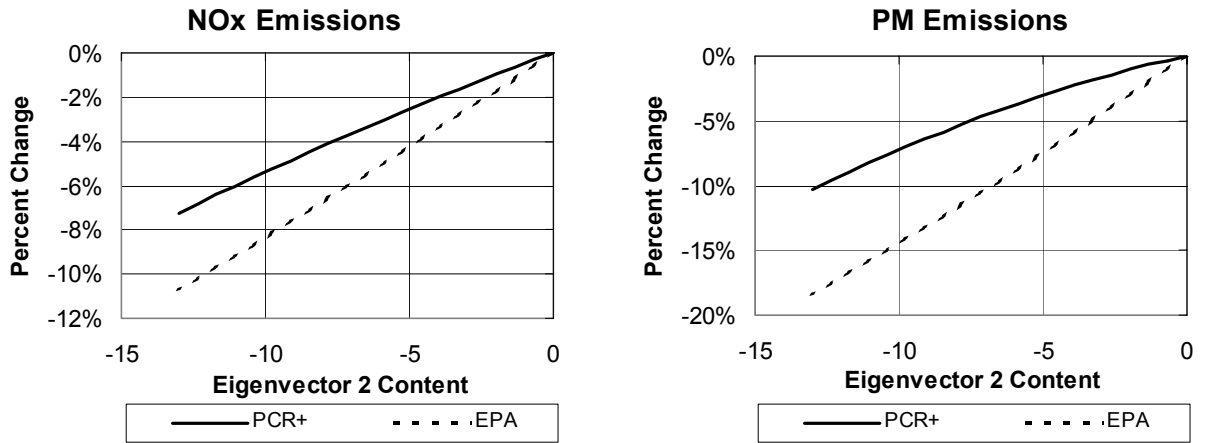 NOx Emissions
0%
-2%
-4%
-6%
-8%
-10%
-12%
Percent Change
-15 -10 -5 0
Eigenvector 2 Content
PCR+ EPA
PM Emissions
0%
-5%
-10%
-15%
-20%
Percent Change
-15 -10 -5 0
Eigenvector 2 Content
PCR+ EPA